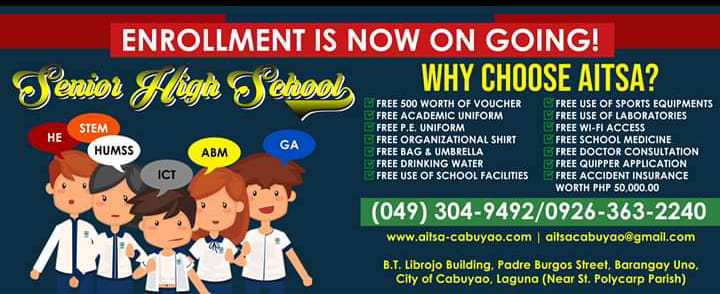 ENROLLMENT IS NOW ON GOING!
Senior High School
HE
STEM
HUMSS
ICT
ABM
GA
WHY CHOOSE AITSA?
FREE 500 WORTH OF VOUCHER
FREE ACADEMIC UNIFORM
FREE P.E. UNIFORM
FREE ORGANIZATIONAL SHIRT
FREE BAG & UMBRELLA
FREE DRINKING WATER
FREE USE OF SCHOOL FACILITIES
FREE USE OF SPORTS EQUIPMENTS
FREE USE OF LABORATORIES
FREE WI-FI ACCESS
FREE SCHOOL MEDICINE
FREE DOCTOR CONSULTATION
FREE QUIPPER APPLICATION
FREE ACCIDENT INSURANCE
WORTH PHP 50,000.00
(049) 304-9492/0926-363-2240
www.aitsa-cabuyao.com | aitsacabuyao@gmail.com
B.T. Librojo Building, Padre Burgos Street, Barangay Uno,
City of Cabuyao, Laguna (Near St. Polycarp Parish)